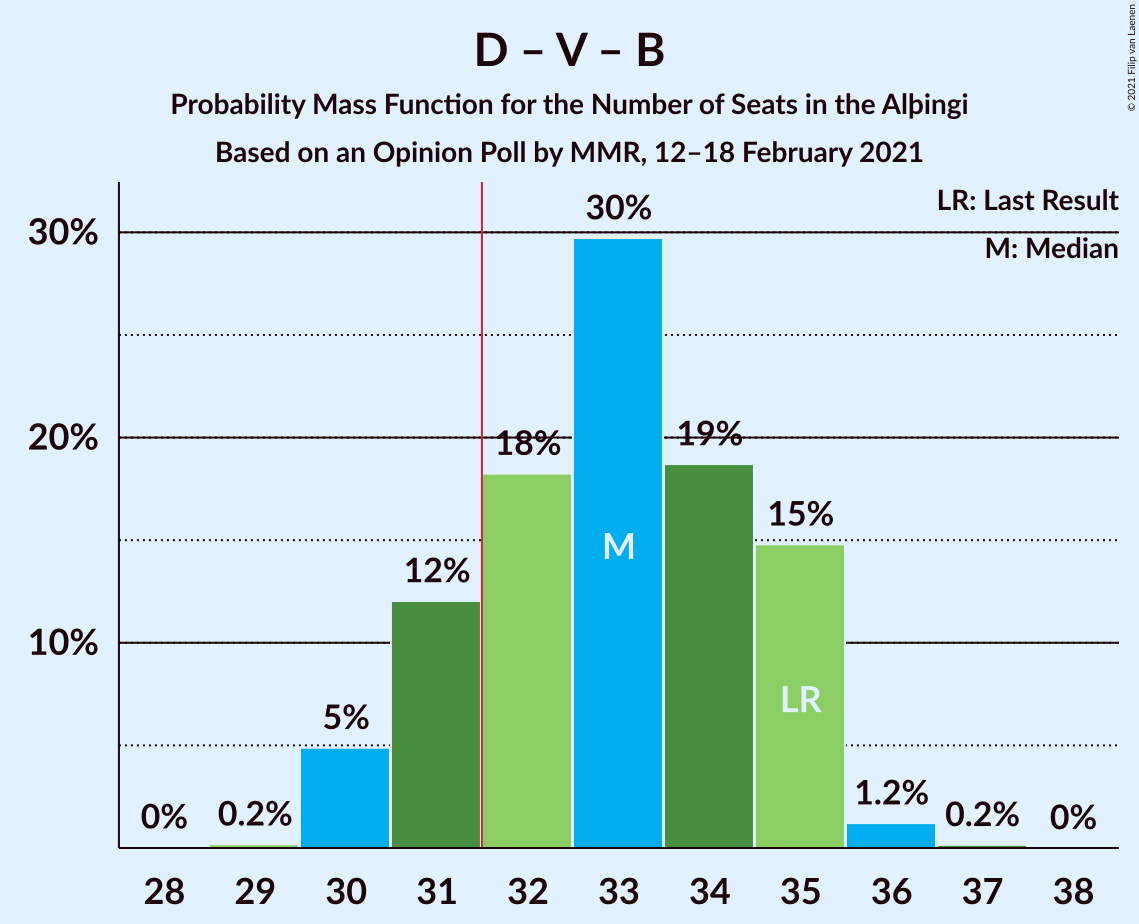 D – V – B
Probability Mass Function for the Number of Seats in the Alþingi
Based on an Opinion Poll by MMR, 12–18 February 2021
© 2021 Filip van Laenen
LR: Last Result
M: Median
30%
20%
10%
0%
0.2%
5%
12%
18%
30%
19%
15%
1.2%
0.2%
0%
M
LR
28 29 30 31 32 33 34 35 36 37 38